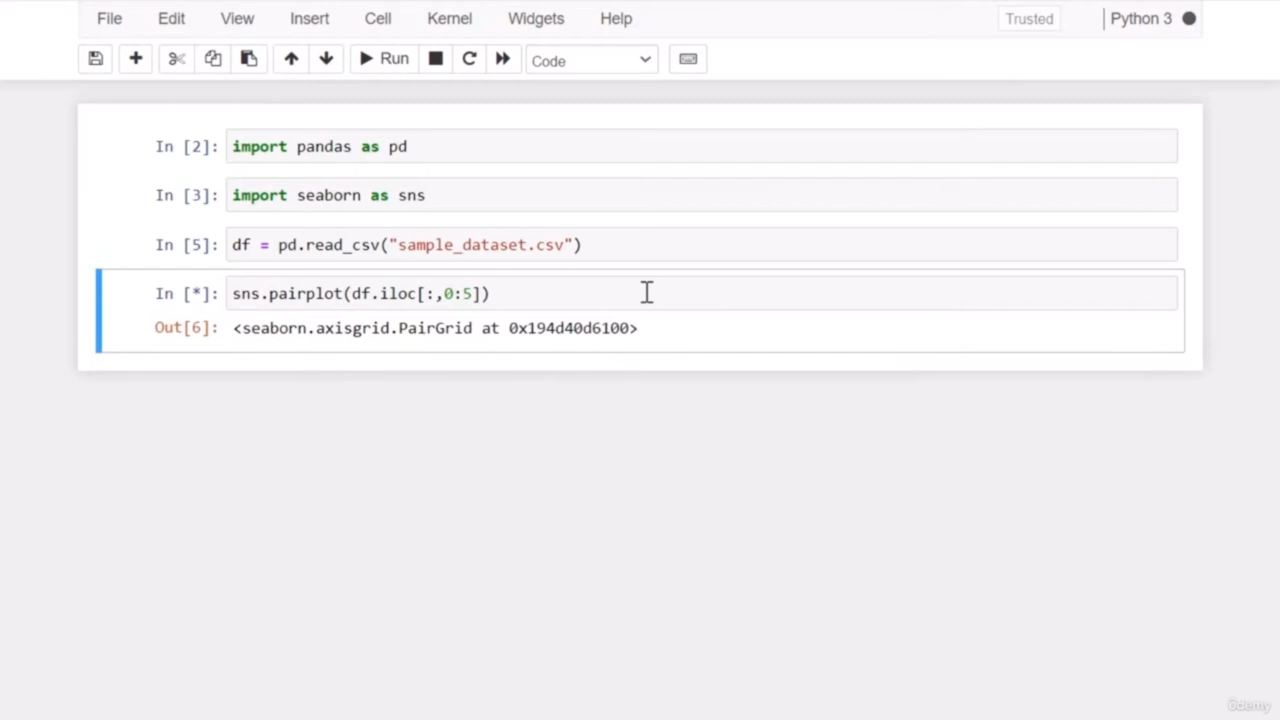 File Edit View Insert Cell Kernel Widgets Help Trusted Python 3
Run Code
In [2]: import pandas as pd
In [3]: import seaborn as sns
In [5]: df = pd.read_csv("sample_dataset.csv")
In [*]: sns.pairplot(df.iloc[:,0:5])
Out[6]: <seaborn.axisgrid.PairGrid at 0x194d40d6100>
ûdemy